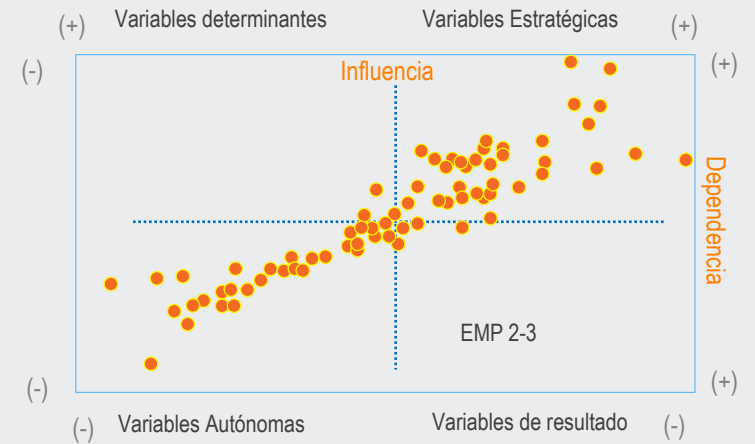 (+) Variables determinantes Variables Estratégicas (+)
(-) Influencia (+)
Dependencia
EMP 2-3
(-) (+)
(-) Variables Autónomas Variables de resultado (-)